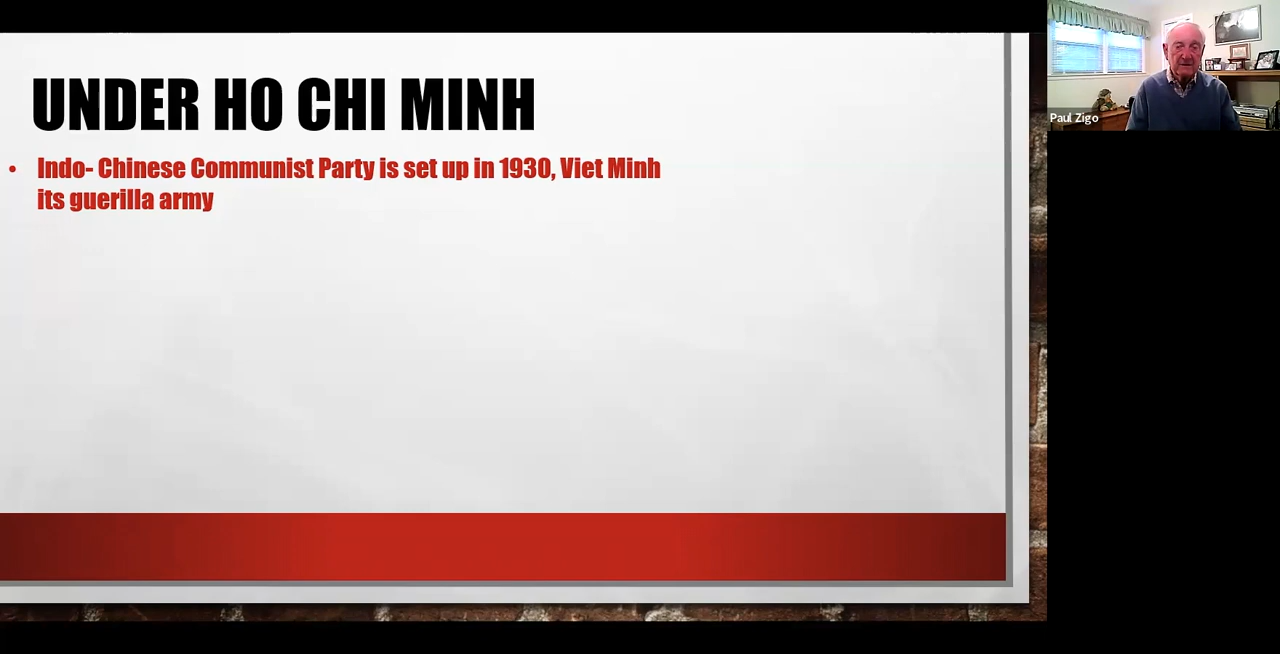 UNDER HO CHI MINH
• Indo- Chinese Communist Party is set up in 1930, Viet Minh
its guerilla army
Paul Zigo